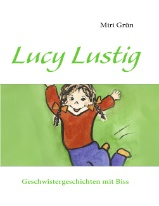 Miri Grün
Lucy Lustig
Geschwistergeschichten mit Biss